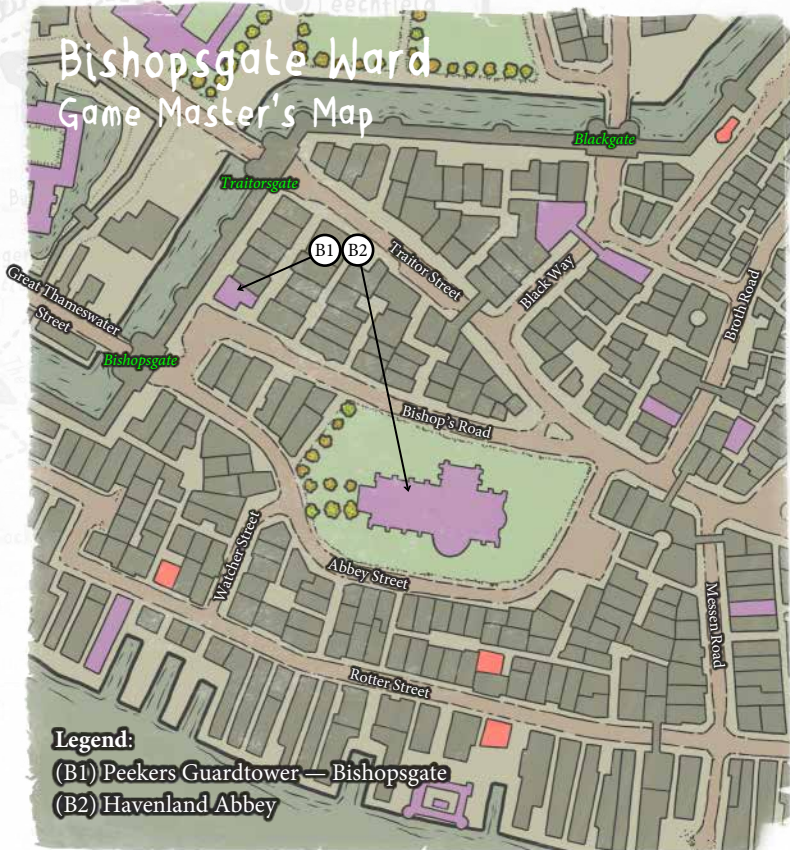 Leechfield
Bishopsgate Ward
Game Master's Map
Blackgate
Traitorsgate
B1 B2
Traitor Street
Black Way
Great Thameswater
Street
Broth Road
Bishopsgate
Bishop's Road
Watcher Street
Abbey Street
Messen Road
Rotter Street
Legend:
(B1) Peekers Guardtower — Bishopsgate
(B2) Havenland Abbey